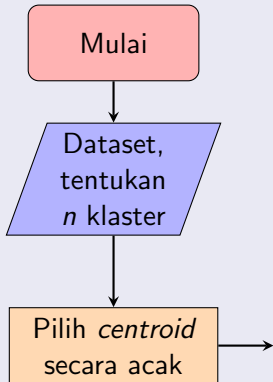 Mulai
Dataset,
tentukan
n klaster
Pilih centroid
secara acak